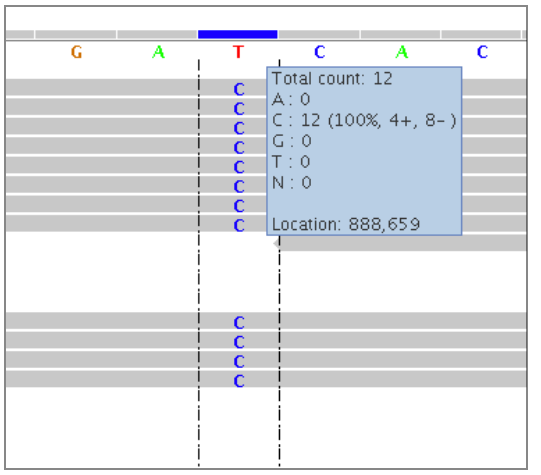 G A T C A C
Total count: 12
A : 0
C : 12 (100%, 4+, 8- )
G : 0
T : 0
N : 0
Location: 888,659
C
C
C
C
C
C
C
C
C
C
C
C